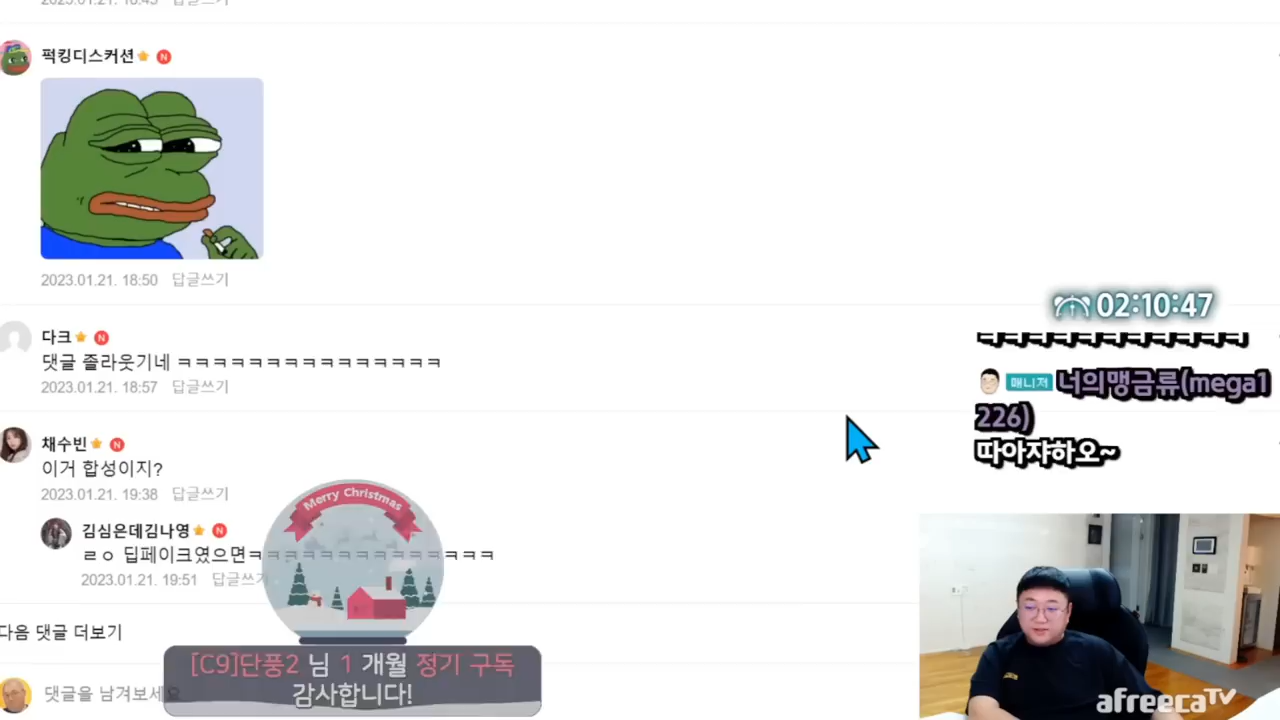 2023.01.21. 18:43 답글쓰기
퍽킹디스커션 N
2023.01.21. 18:50 답글쓰기
다크 N
댓글 졸라웃기네 ㅋㅋㅋㅋㅋㅋㅋㅋㅋㅋㅋㅋㅋㅋㅋ
2023.01.21. 18:57 답글쓰기
채수빈 N
이거 합성이지?
2023.01.21. 19:38 답글쓰기
김심은데김나영 N
ㄹㅇ 딥페이크였으면ㅋㅋㅋㅋㅋㅋㅋㅋㅋㅋㅋㅋㅋㅋ
2023.01.21. 19:51 답글쓰기
다음 댓글 더보기
댓글을 남겨보세요
Merry Christmas
[C9]단풍2 님 1 개월 정기 구독
감사합니다!
02:10:47
ㅋㅋㅋㅋㅋㅋㅋㅋㅋㅋㅋ
매니저 너의맹금류(mega1
226)
따아쟈하오~
afreecaTV